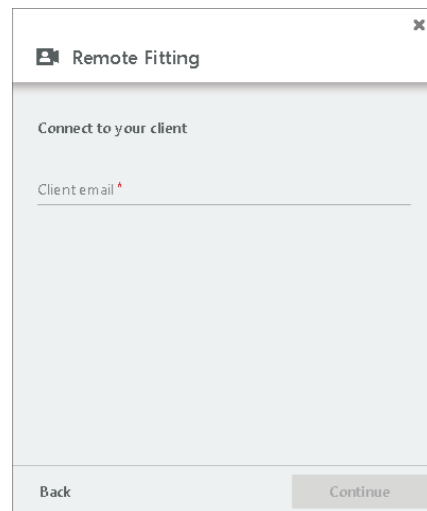 Remote Fitting
Connect to your client
Client email *
Back
Continue